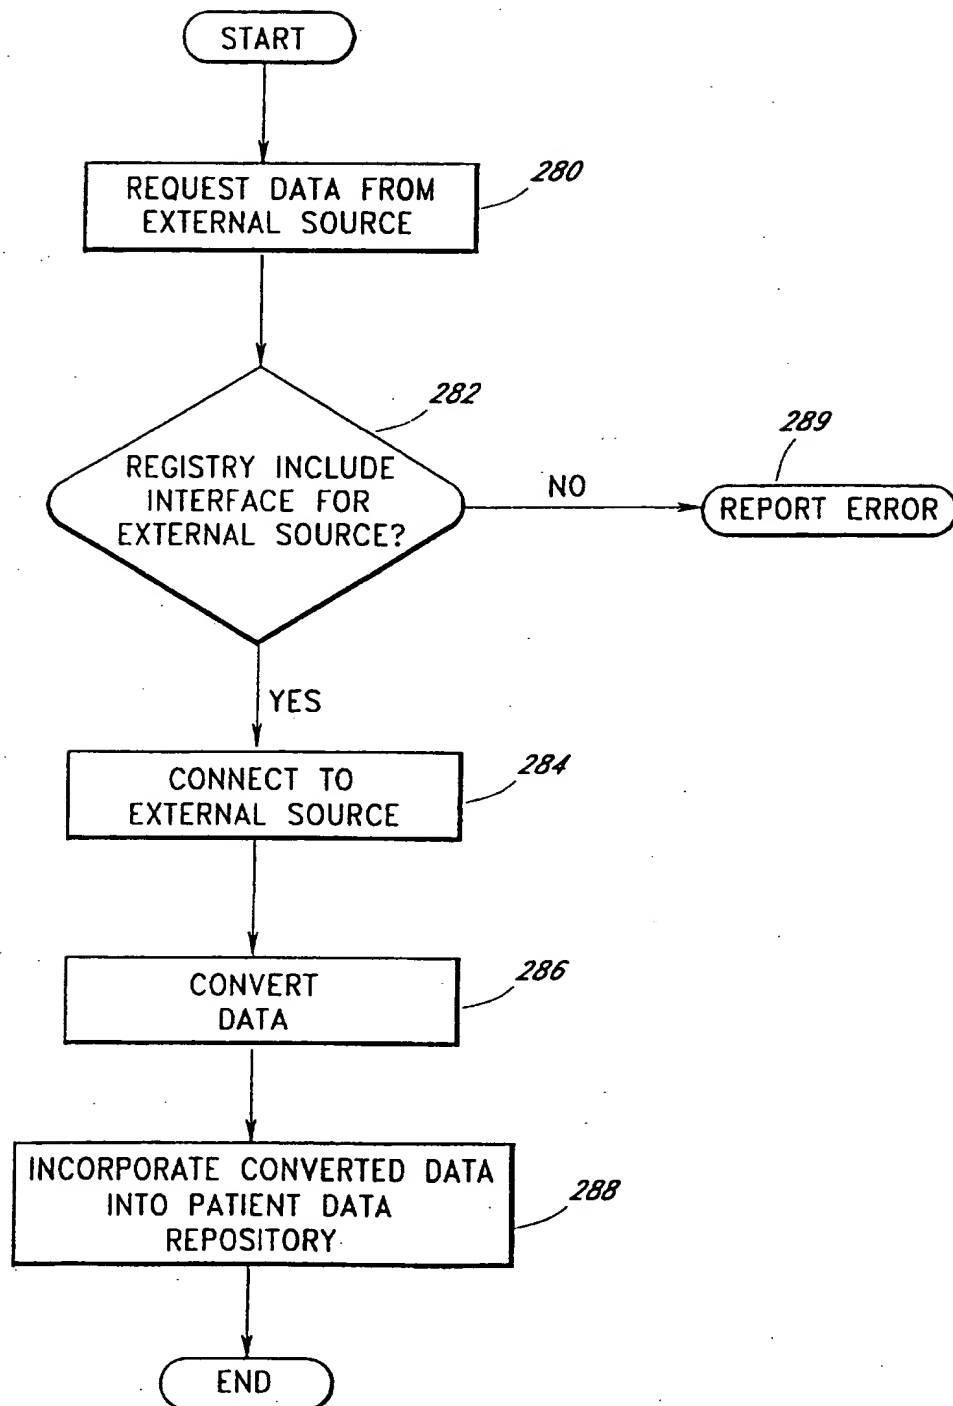 START
REQUEST DATA FROM
EXTERNAL SOURCE
280
282
REGISTRY INCLUDE
INTERFACE FOR
EXTERNAL SOURCE?
NO
289
REPORT ERROR
YES
CONNECT TO
EXTERNAL SOURCE
284
CONVERT
DATA
286
INCORPORATE CONVERTED DATA
INTO PATIENT DATA
REPOSITORY
288
END